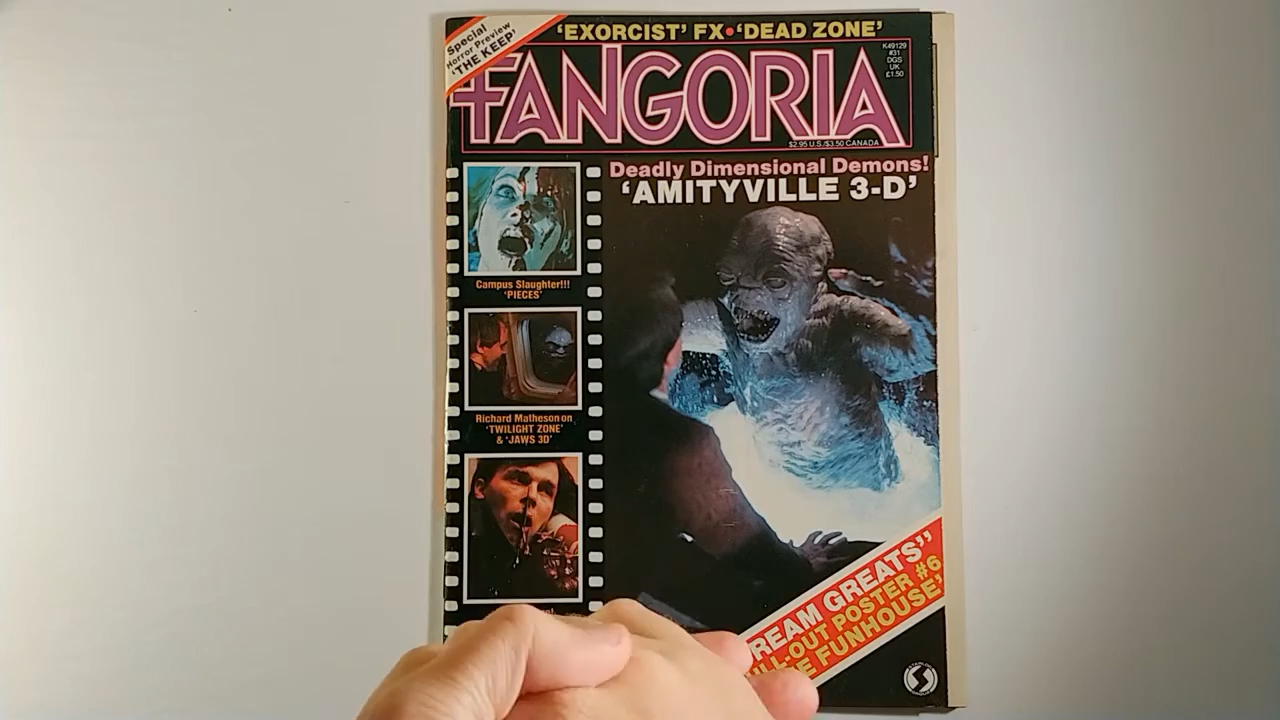 Special
Horror Preview
'THE KEEP'
'EXORCIST' FX•'DEAD ZONE'
K49129
#31
DGS
UK
£1.50
FANGORIA
$2.95 U.S./$3.50 CANADA
Deadly Dimensional Demons!
'AMITYVILLE 3-D'
Campus Slaughter!!!
'PIECES'
Richard Matheson on
'TWILIGHT ZONE'
& 'JAWS 3D'
REAM GREATS"
LL-OUT POSTER #6
E FUNHOUSE'